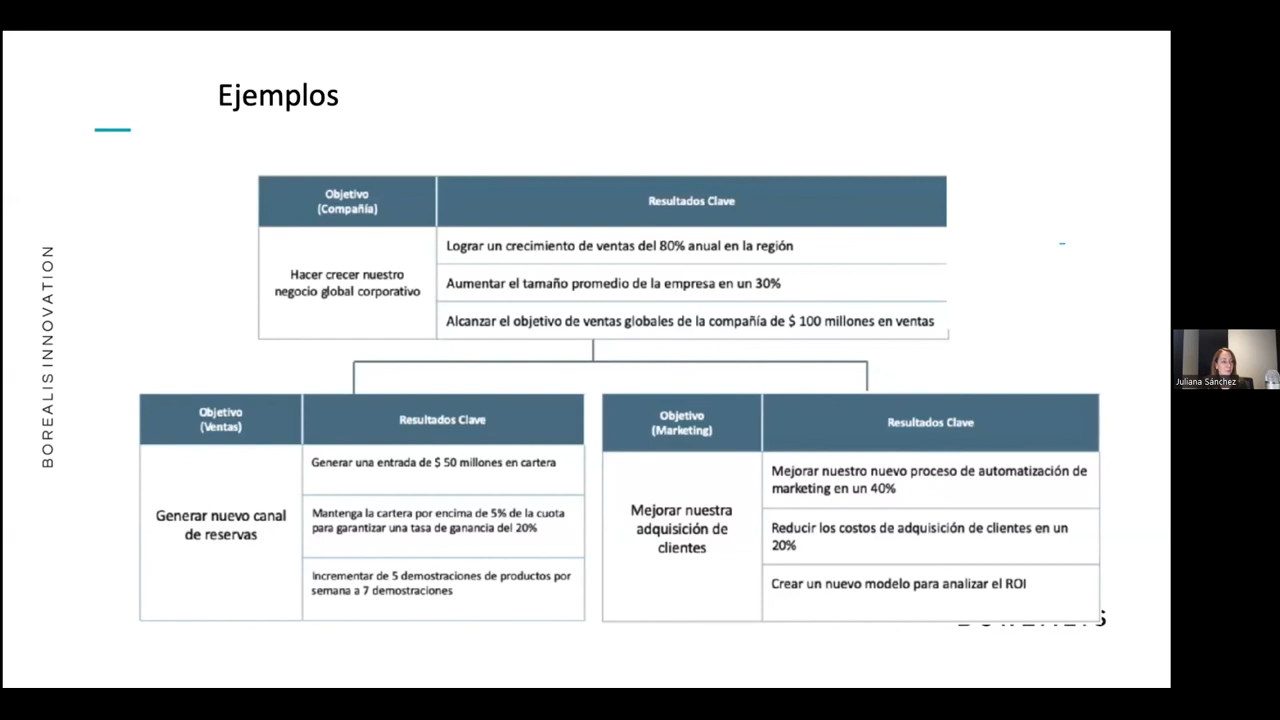 Ejemplos
BOREALISINNOVATION
Objetivo
(Compañía)
Resultados Clave
Hacer crecer nuestro
negocio global corporativo
Lograr un crecimiento de ventas del 80% anual en la región
Aumentar el tamaño promedio de la empresa en un 30%
Alcanzar el objetivo de ventas globales de la compañía de $ 100 millones en ventas
Objetivo
(Ventas)
Resultados Clave
Generar nuevo canal
de reservas
Generar una entrada de $ 50 millones en cartera
Mantenga la cartera por encima de 5% de la cuota
para garantizar una tasa de ganancia del 20%
Incrementar de 5 demostraciones de productos por
semana a 7 demostraciones
Objetivo
(Marketing)
Resultados Clave
Mejorar nuestra
adquisición de
clientes
Mejorar nuestro nuevo proceso de automatización de
marketing en un 40%
Reducir los costos de adquisición de clientes en un
20%
Crear un nuevo modelo para analizar el ROI
Juliana Sánchez